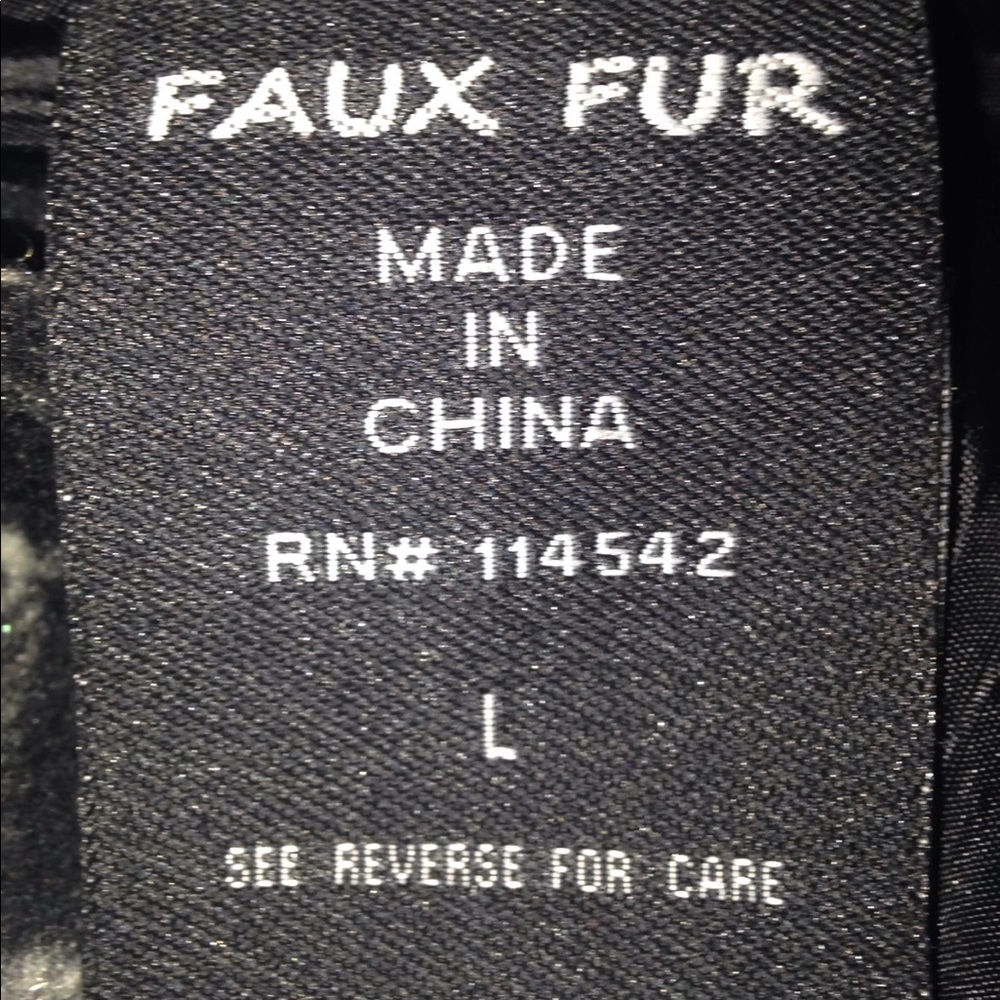 FAUX FUR
MADE
IN
CHINA
RN# 114542
L
SEE REVERSE FOR CARE